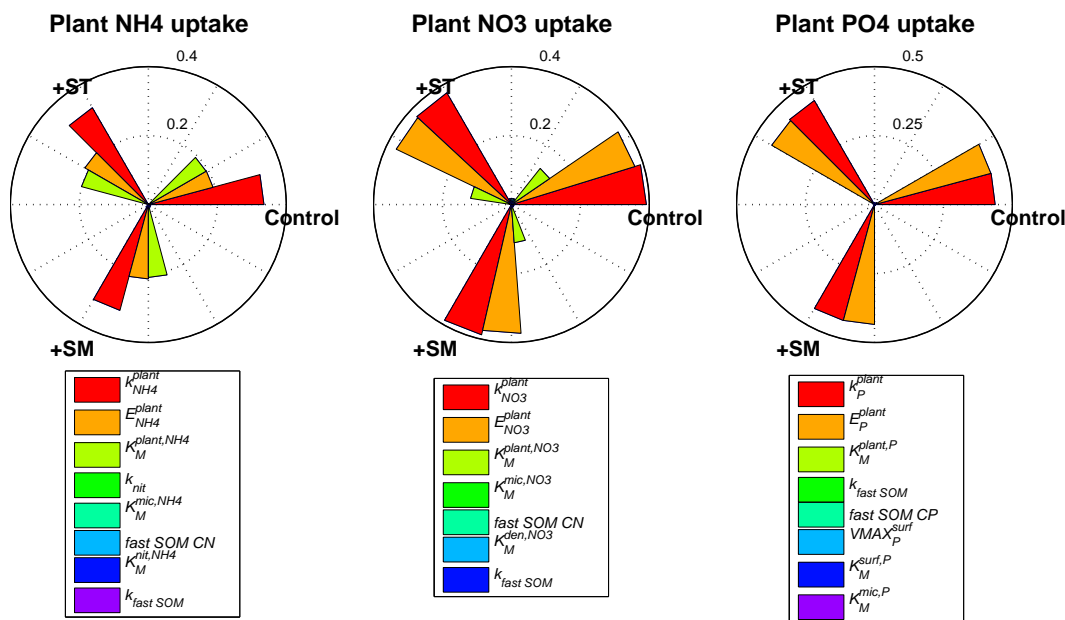 Plant NH4 uptake
0.4
0.2
+ST
Control
+SM
k_NH4^plant
E_NH4^plant
K_M^plant,NH4
k_nit
K_M^mic,NH4
fast SOM CN
K_M^nit,NH4
k_fast SOM
Plant NO3 uptake
0.4
0.2
+ST
Control
+SM
k_NO3^plant
E_NO3^plant
K_M^plant,NO3
K_M^mic,NO3
fast SOM CN
K_M^den,NO3
k_fast SOM
Plant PO4 uptake
0.5
0.25
+ST
Control
+SM
k_P^plant
E_P^plant
K_M^plant,P
k_fast SOM
fast SOM CP
VMAX_P^surf
K_M^surf,P
K_M^mic,P